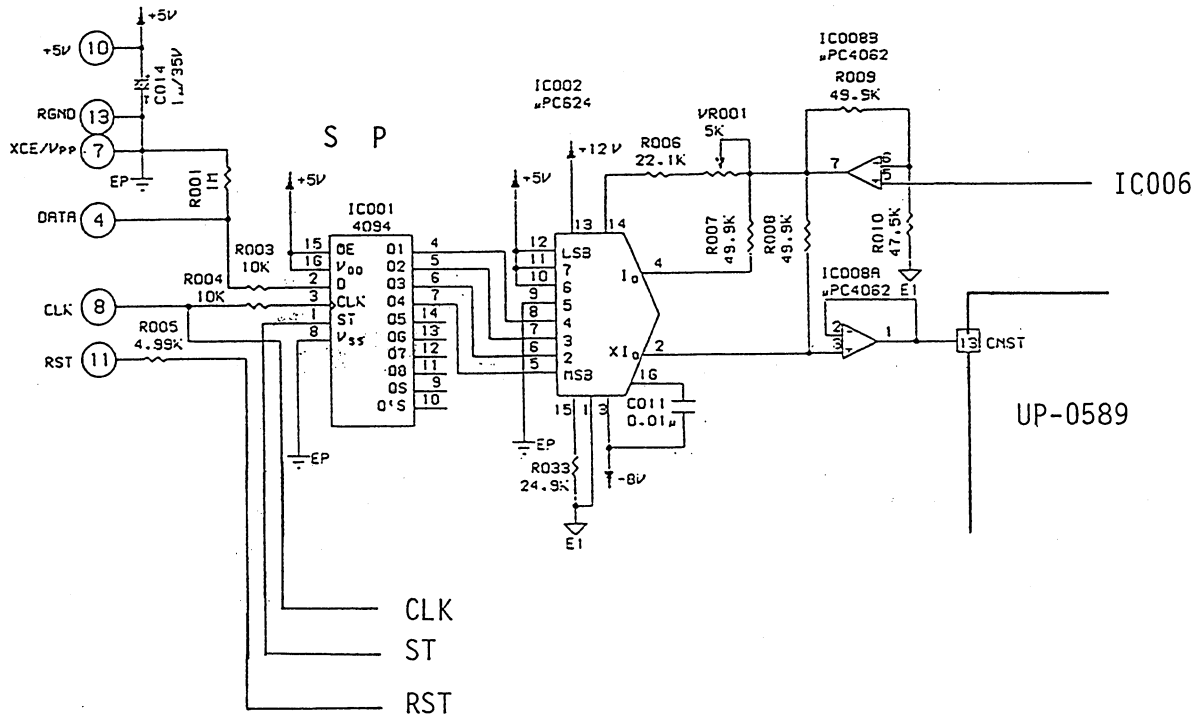 +5V
+5V 10
C014
1μ/35V
RGND 13
XCE/VPP 7
EP
R001
1M
DATA 4
CLK 8
RST 11
R003
10K
R004
10K
R005
4.99K
S P
+5V
IC001
4094
15 OE O1 4
16 VDD O2 5
2 D O3 6
3 CLK O4 7
1 ST O5 14
8 VSS O6 13
O7 12
O8 11
OS 9
O'S 10
EP
IC002
μPC624
+12V
+5V
13 14
12 LSB
11 7
10 6
9 5
8 4
7 3
6 2
5 MSB
IO 4
XIO 2
16
15 1 3
EP
R033
24.9K
E1
C011
0.01μ
-8V
R006
22.1K
VR001
5K
R007
49.9K
R008
49.9K
IC008B
μPC4062
R009
49.9K
7
IC006
R010
47.5K
E1
IC008A
μPC4062
2
3
1
13 CNST
UP-0589
CLK
ST
RST